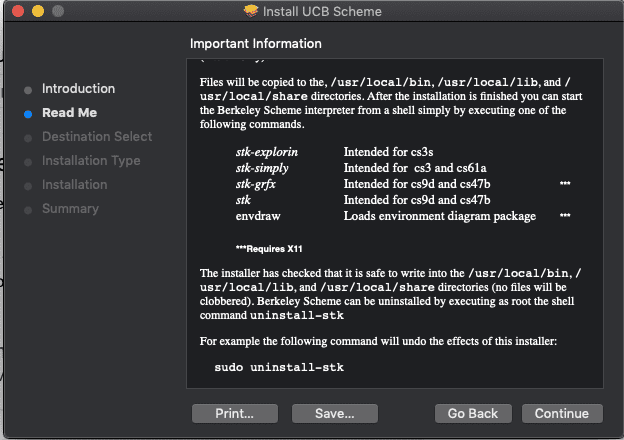 Install UCB Scheme
Important Information
Introduction
Read Me
Destination Select
Installation Type
Installation
Summary
Files will be copied to the, /usr/local/bin, /usr/local/lib, and /
usr/local/share directories. After the installation is finished you can start
the Berkeley Scheme interpreter from a shell simply by executing one of the
following commands.
stk-explorin Intended for cs3s
stk-simply Intended for  cs3 and cs61a
stk-grfx Intended for cs9d and cs47b ***
stk Intended for cs9d and cs47b
envdraw Loads environment diagram package ***
***Requires X11
The installer has checked that it is safe to write into the /usr/local/bin, /
usr/local/lib, and /usr/local/share directories (no files will be
clobbered). Berkeley Scheme can be uninstalled by executing as root the shell
command uninstall-stk
For example the following command will undo the effects of this installer:
sudo uninstall-stk
Print... Save... Go Back Continue